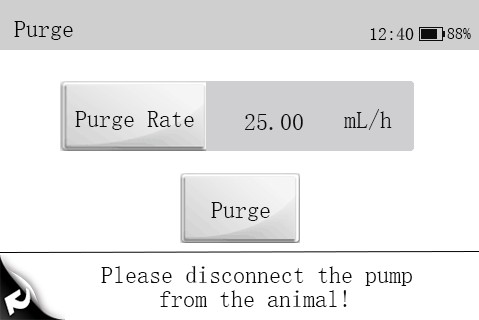 Purge
12:40 88%
Purge Rate 25.00 mL/h
Purge
Please disconnect the pump
from the animal!